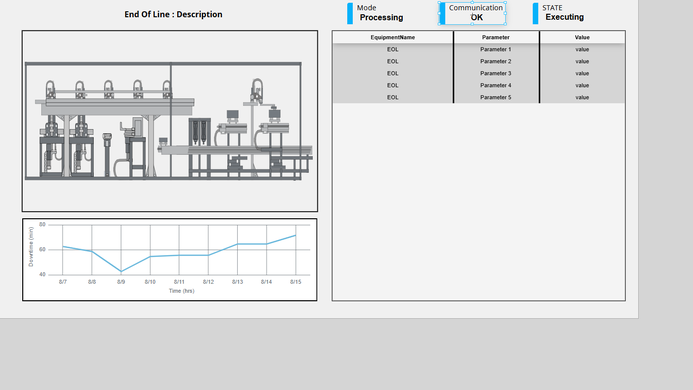 End Of Line : Description
Mode
Processing
Communication
OK
STATE
Executing
EquipmentName Parameter Value
EOL Parameter 1 value
EOL Parameter 2 value
EOL Parameter 3 value
EOL Parameter 4 value
EOL Parameter 5 value
Downtime (min)
80
60
40
8/7 8/8 8/9 8/10 8/11 8/12 8/13 8/14 8/15
Time (hrs)